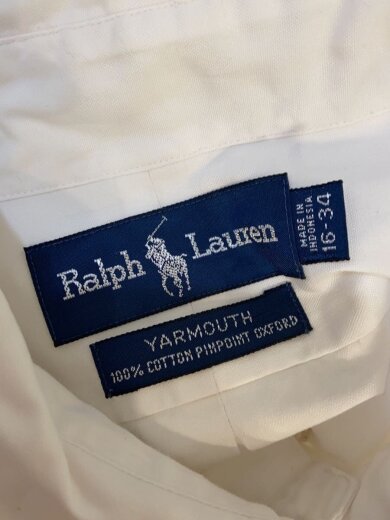 Ralph Lauren
MADE IN
INDONESIA
16-34
YARMOUTH
100% COTTON PINPOINT OXFORD